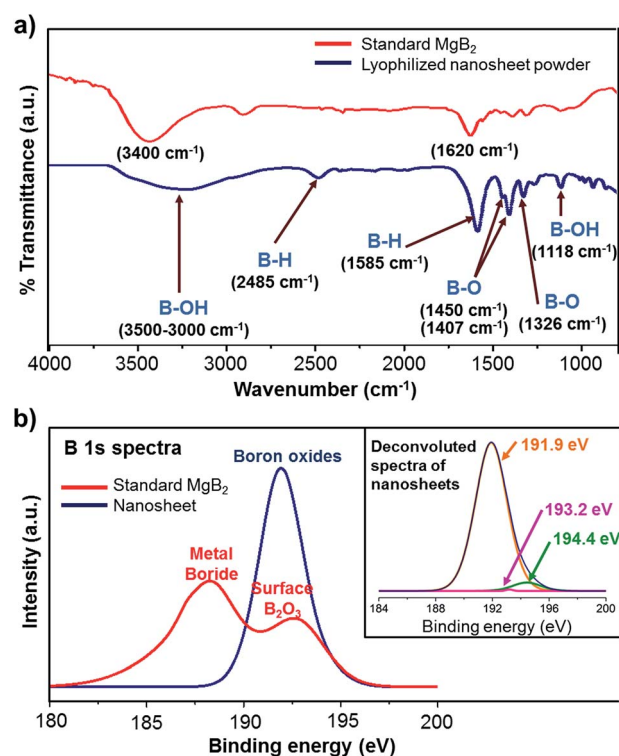 a)
Standard MgB₂
Lyophilized nanosheet powder
% Transmittance (a.u.)
(3400 cm⁻¹)
(1620 cm⁻¹)
B-OH
(3500-3000 cm⁻¹)
B-H
(2485 cm⁻¹)
B-H
(1585 cm⁻¹)
B-O
(1450 cm⁻¹)
(1407 cm⁻¹)
B-O
(1326 cm⁻¹)
B-OH
(1118 cm⁻¹)
4000 3500 3000 2500 2000 1500 1000
Wavenumber (cm⁻¹)
b)
B 1s spectra
Standard MgB₂
Nanosheet
Intensity (a.u.)
Boron oxides
Metal
Boride
Surface
B₂O₃
180 185 190 195 200
Binding energy (eV)
Deconvoluted
spectra of
nanosheets
191.9 eV
193.2 eV
194.4 eV
184 188 192 196 200
Binding energy (eV)